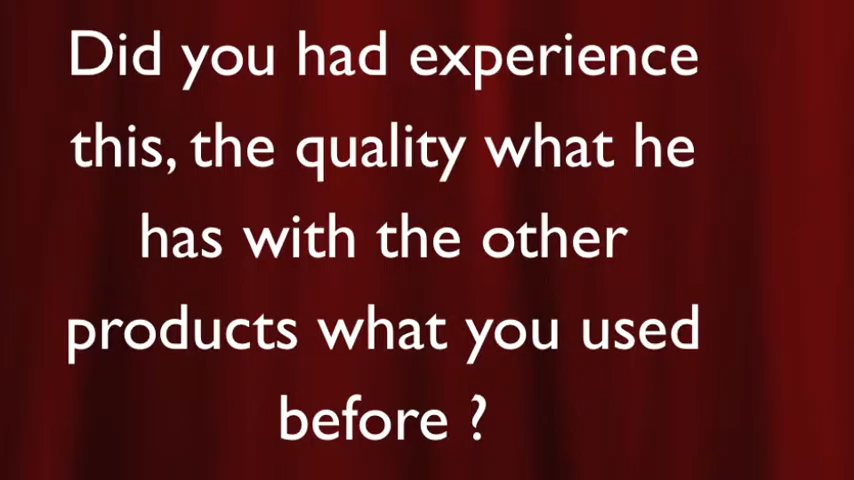 Did you had experience
this, the quality what he
has with the other
products what you used
before ?